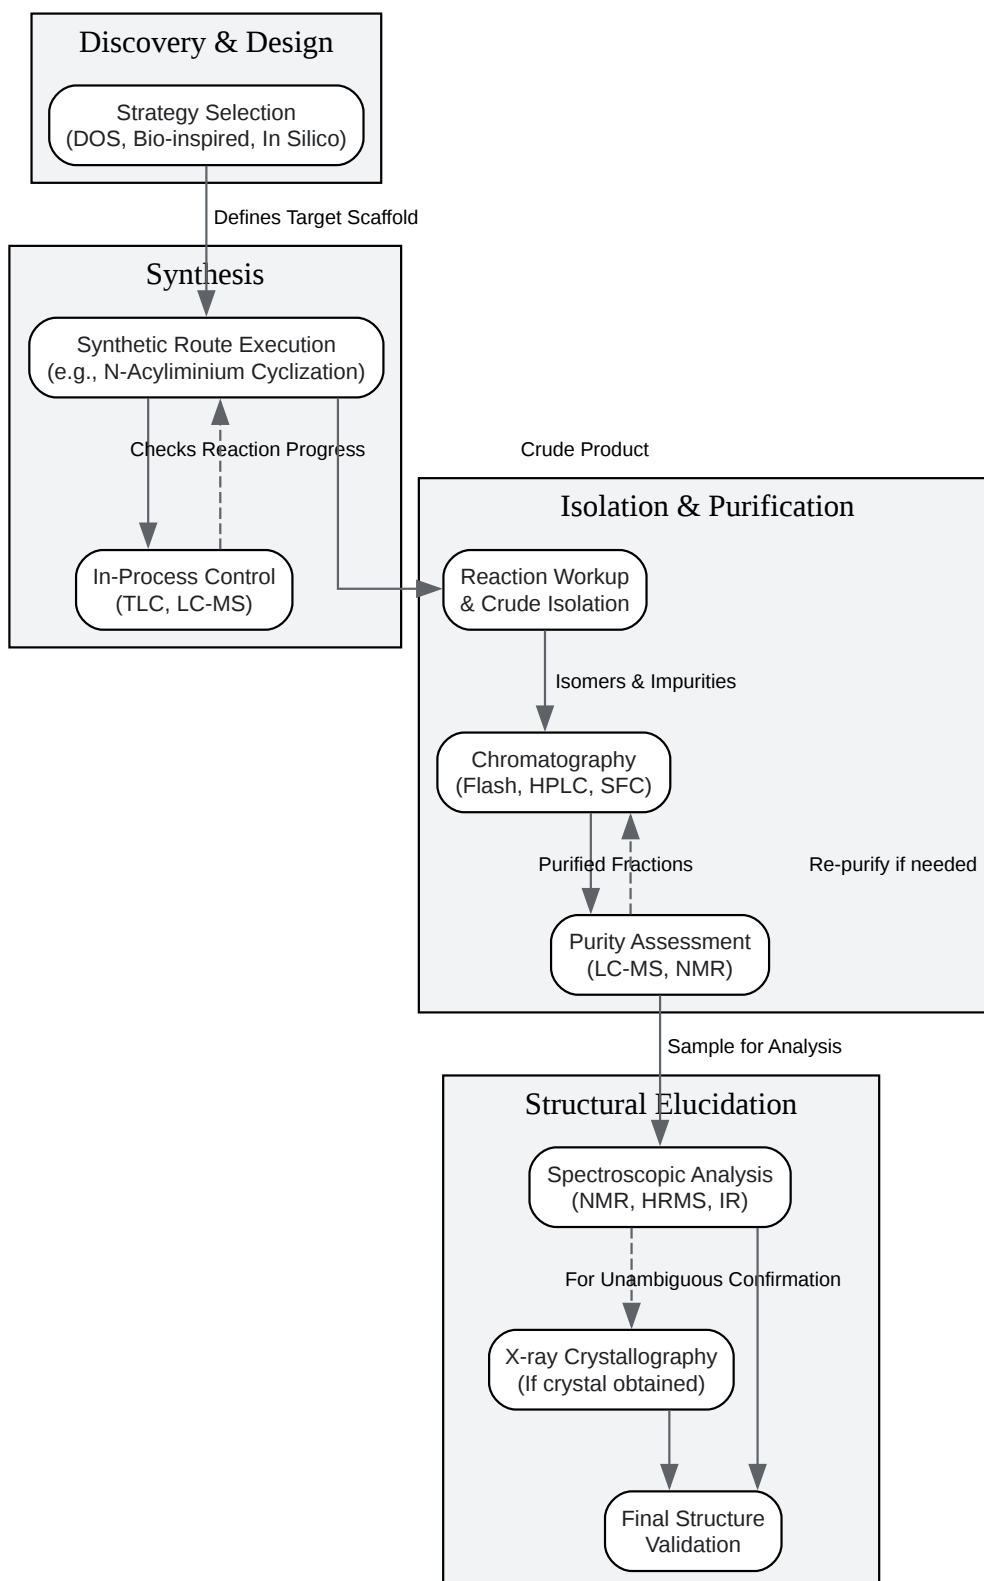 Discovery & Design
Strategy Selection
(DOS, Bio-inspired, In Silico)
Defines Target Scaffold
Synthesis
Synthetic Route Execution
(e.g., N-Acyliminium Cyclization)
Checks Reaction Progress
Crude Product
In-Process Control
(TLC, LC-MS)
Isolation & Purification
Reaction Workup
& Crude Isolation
Isomers & Impurities
Chromatography
(Flash, HPLC, SFC)
Purified Fractions
Re-purify if needed
Purity Assessment
(LC-MS, NMR)
Sample for Analysis
Structural Elucidation
Spectroscopic Analysis
(NMR, HRMS, IR)
For Unambiguous Confirmation
X-ray Crystallography
(If crystal obtained)
Final Structure
Validation